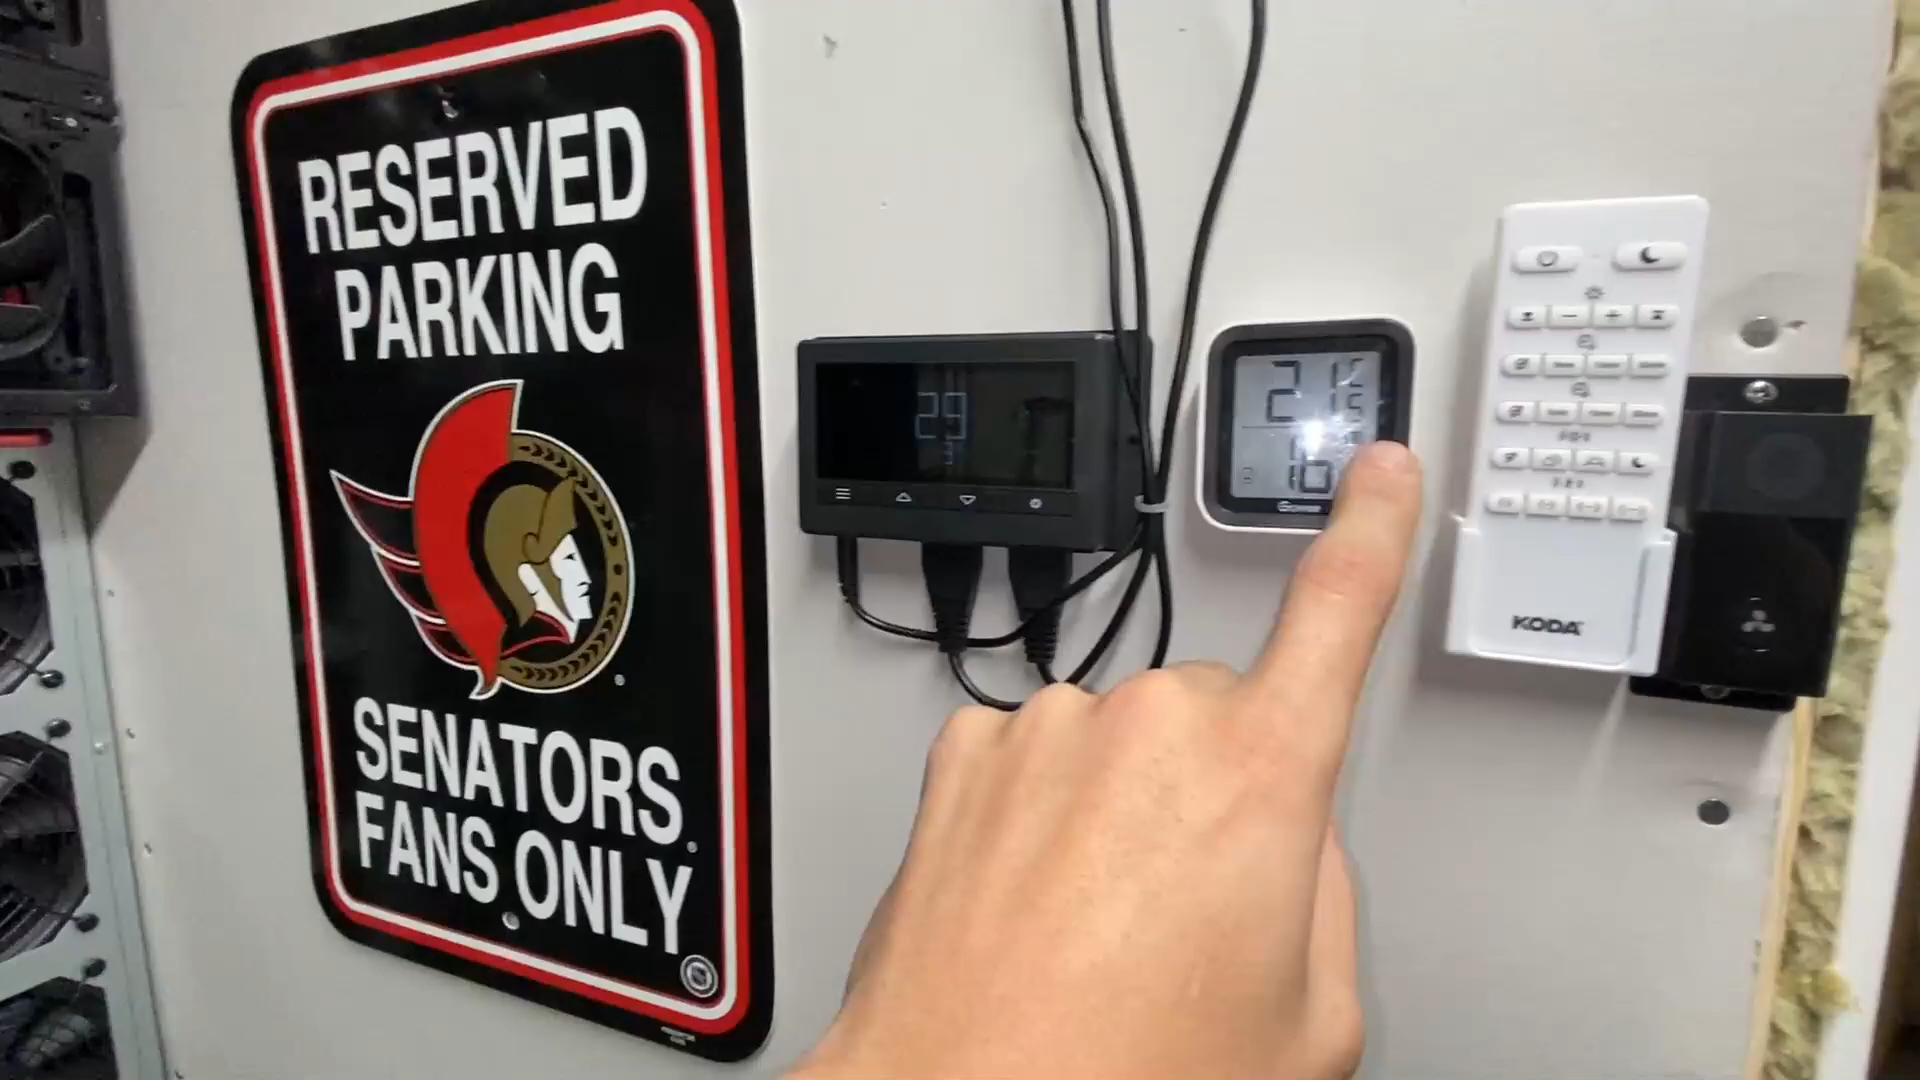 RESERVED
PARKING
SENATORS
FANS ONLY
29
KODA